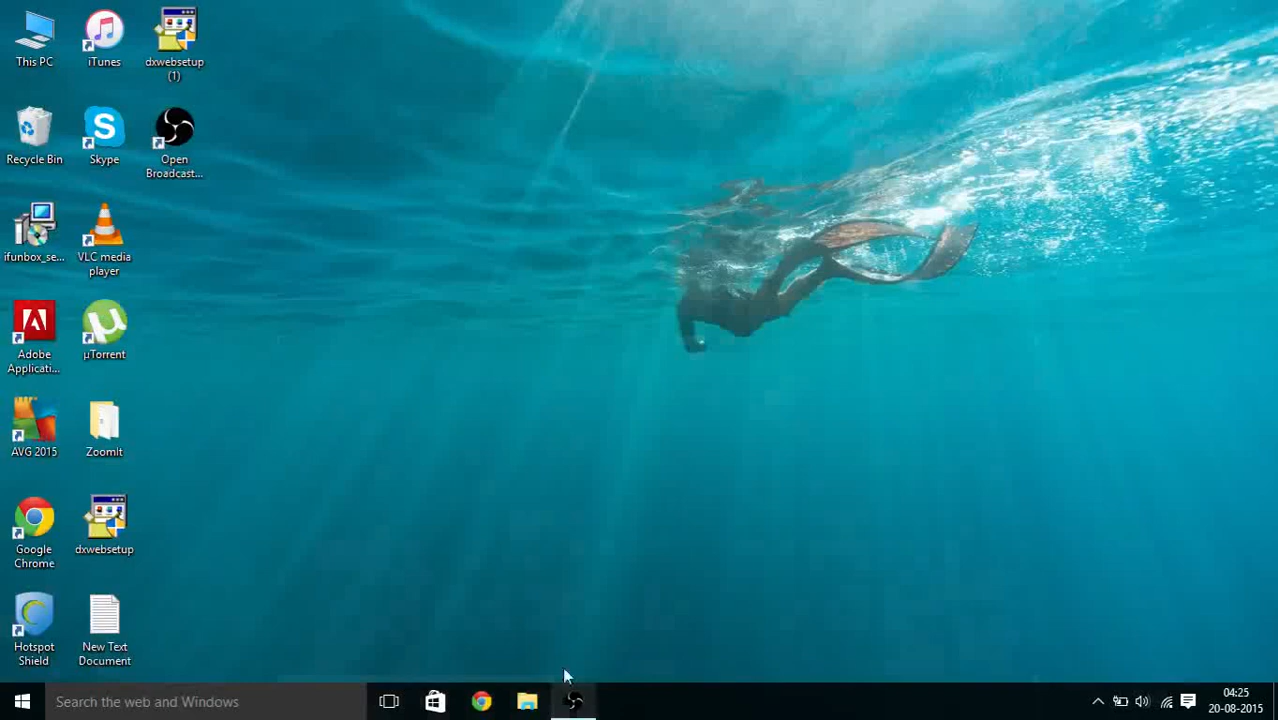 This PC
iTunes
dxwebsetup
(1)
Recycle Bin
Skype
Open
Broadcast...
ifunbox_se...
VLC media
player
Adobe
Applicati...
µTorrent
AVG 2015
ZoomIt
Google
Chrome
dxwebsetup
Hotspot
Shield
New Text
Document
Search the web and Windows
04:25
20-08-2015